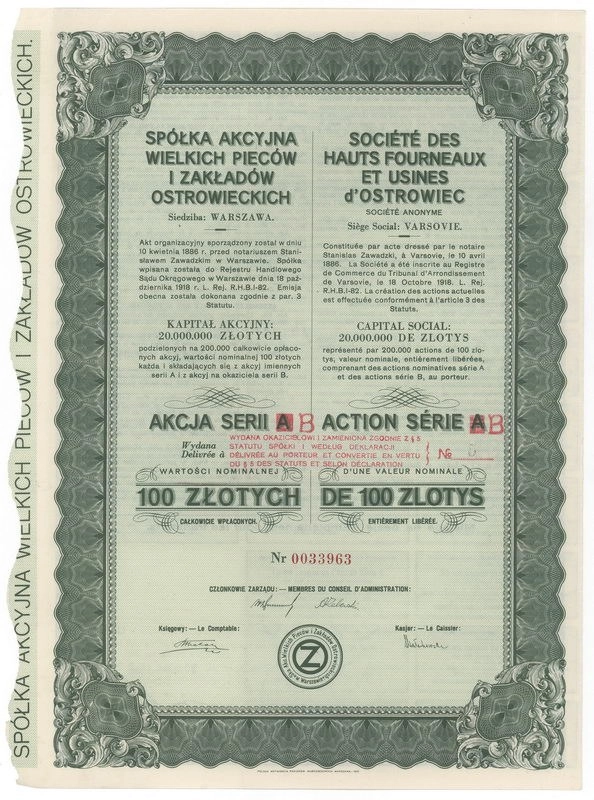 SPÓŁKA AKCYJNA WIELKICH PIECÓW I ZAKŁADÓW OSTROWIECKICH.
SPÓŁKA AKCYJNA
WIELKICH PIECÓW
I ZAKŁADÓW
OSTROWIECKICH
Siedziba: WARSZAWA.
Akt organizacyjny sporządzony został w dniu
10 kwietnia 1886 r. przed notariuszem Stani-
sławem Zawadzkim w Warszawie. Spółka
wpisana została do Rejestru Handlowego
Sądu Okręgowego w Warszawie dnia 18 paź-
dziernika 1918 r. L. Rej. R.H.B.I-82. Emisja
obecna została dokonana zgodnie z par. 3
Statutu.
KAPITAŁ AKCYJNY:
20.000.000 ZŁOTYCH
podzielonych na 200.000 całkowicie opłaco-
nych akcyj, wartości nominalnej 100 złotych
każda i składających się z akcyj imiennych
serii A i z akcyj na okaziciela serii B.
SOCIÉTÉ DES
HAUTS FOURNEAUX
ET USINES
d'OSTROWIEC
SOCIÉTÉ ANONYME
Siège Social: VARSOVIE.
Constituée par acte dressé par le notaire
Stanislas Zawadzki, à Varsovie, le 10 avril
1886. La Société a été inscrite au Registre
de Commerce du Tribunal d'Arrondissement
de Varsovie, le 18 Octobre 1918. L. Rej.
R.H.B.I-82. La création des actions actuelles
est effectuée conformément à l'article 3 des
Statuts.
CAPITAL SOCIAL:
20.000.000 DE ZLOTYS
représenté par 200.000 actions de 100 zlo-
tys, valeur nominale, entièrement libérées,
comprenant des actions nominatives série A
et des actions série B, au porteur.
AKCJA SERII A B ACTION SÉRIE A B
Wydana
Delivrée à
WYDANA OKAZICIELOWI I ZAMIENIONA ZGODNIE Z § 5
STATUTU SPÓŁKI I WEDŁUG DEKLARACJI
DÉLIVRÉE AU PORTEUR ET CONVERTIE EN VERTU
DU § 5 DES STATUTS ET SELON DÉCLARATION
No
WARTOŚCI NOMINALNEJ D'UNE VALEUR NOMINALE
100 ZŁOTYCH DE 100 ZLOTYS
CAŁKOWICIE WPŁACONYCH. ENTIÈREMENT LIBÉRÉE.
Nr 0033963
CZŁONKOWIE ZARZĄDU: — MEMBRES DU CONSEIL D'ADMINISTRATION:
Księgowy: — Le Comptable: Kasjer: — Le Caissier:
Z